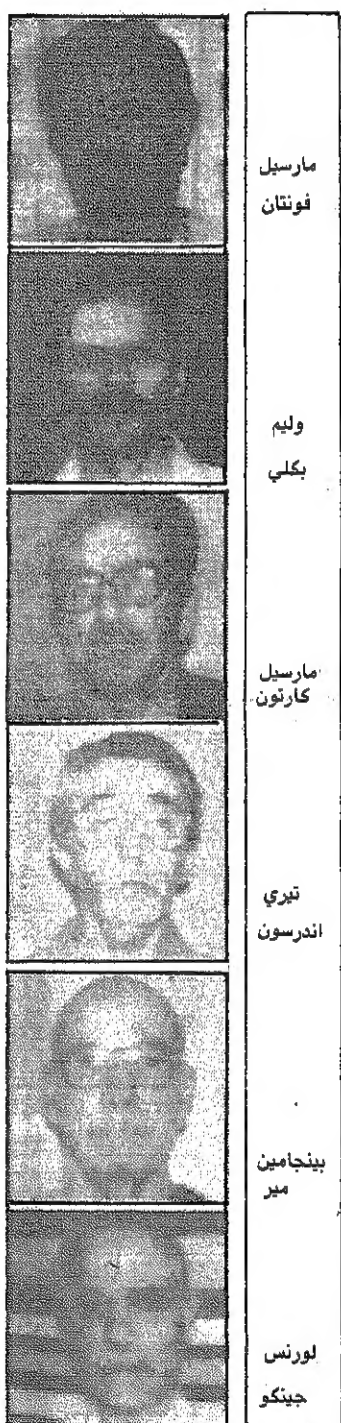 مارسيل
فونتان
وليم
بكلي
مارسيل
كارتون
تيري
اندرسون
بينجامين
مير
لورنس
جينكو